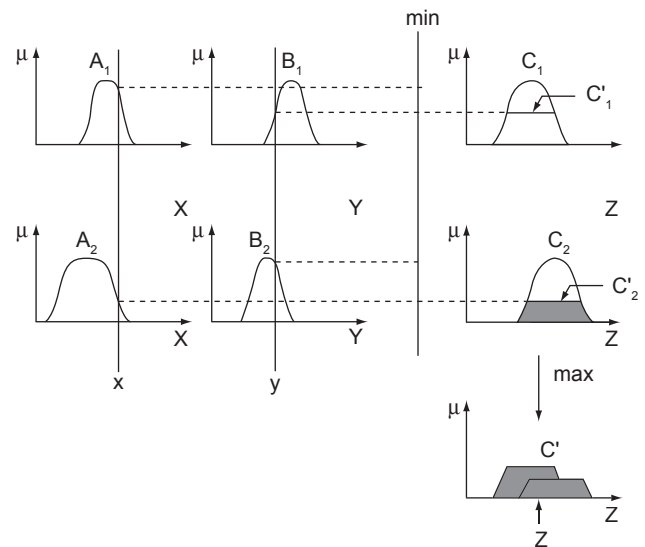 min
μ A₁ μ B₁ μ C₁
C'₁
X Y Z
μ A₂ μ B₂ μ C₂
C'₂
X Y Z
x y
max
μ C'
Z
Z